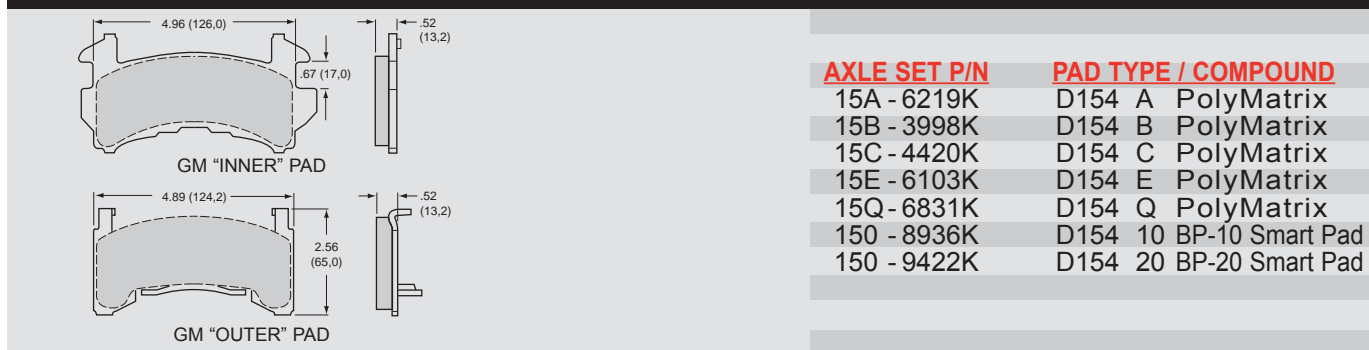 4.96 (126,0)
.52
(13,2)
.67 (17,0)
GM “INNER” PAD
4.89 (124,2)
.52
(13,2)
2.56
(65,0)
GM “OUTER” PAD
AXLE SET P/N PAD TYPE / COMPOUND
15A - 6219K D154 A PolyMatrix
15B - 3998K D154 B PolyMatrix
15C - 4420K D154 C PolyMatrix
15E - 6103K D154 E PolyMatrix
15Q - 6831K D154 Q PolyMatrix
150 - 8936K D154 10 BP-10 Smart Pad
150 - 9422K D154 20 BP-20 Smart Pad